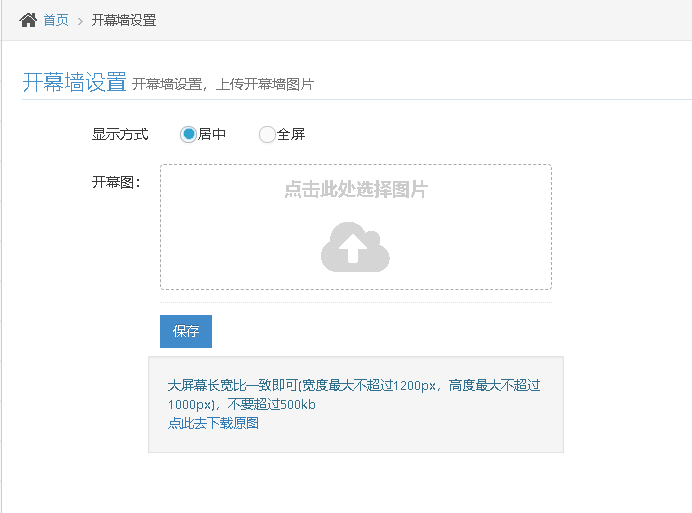 首页 > 开幕墙设置
开幕墙设置 开幕墙设置，上传开幕墙图片
显示方式 居中 全屏
开幕图：
点击此处选择图片
保存
大屏幕长宽比一致即可(宽度最大不超过1200px，高度最大不超过
1000px)，不要超过500kb
点此去下载原图